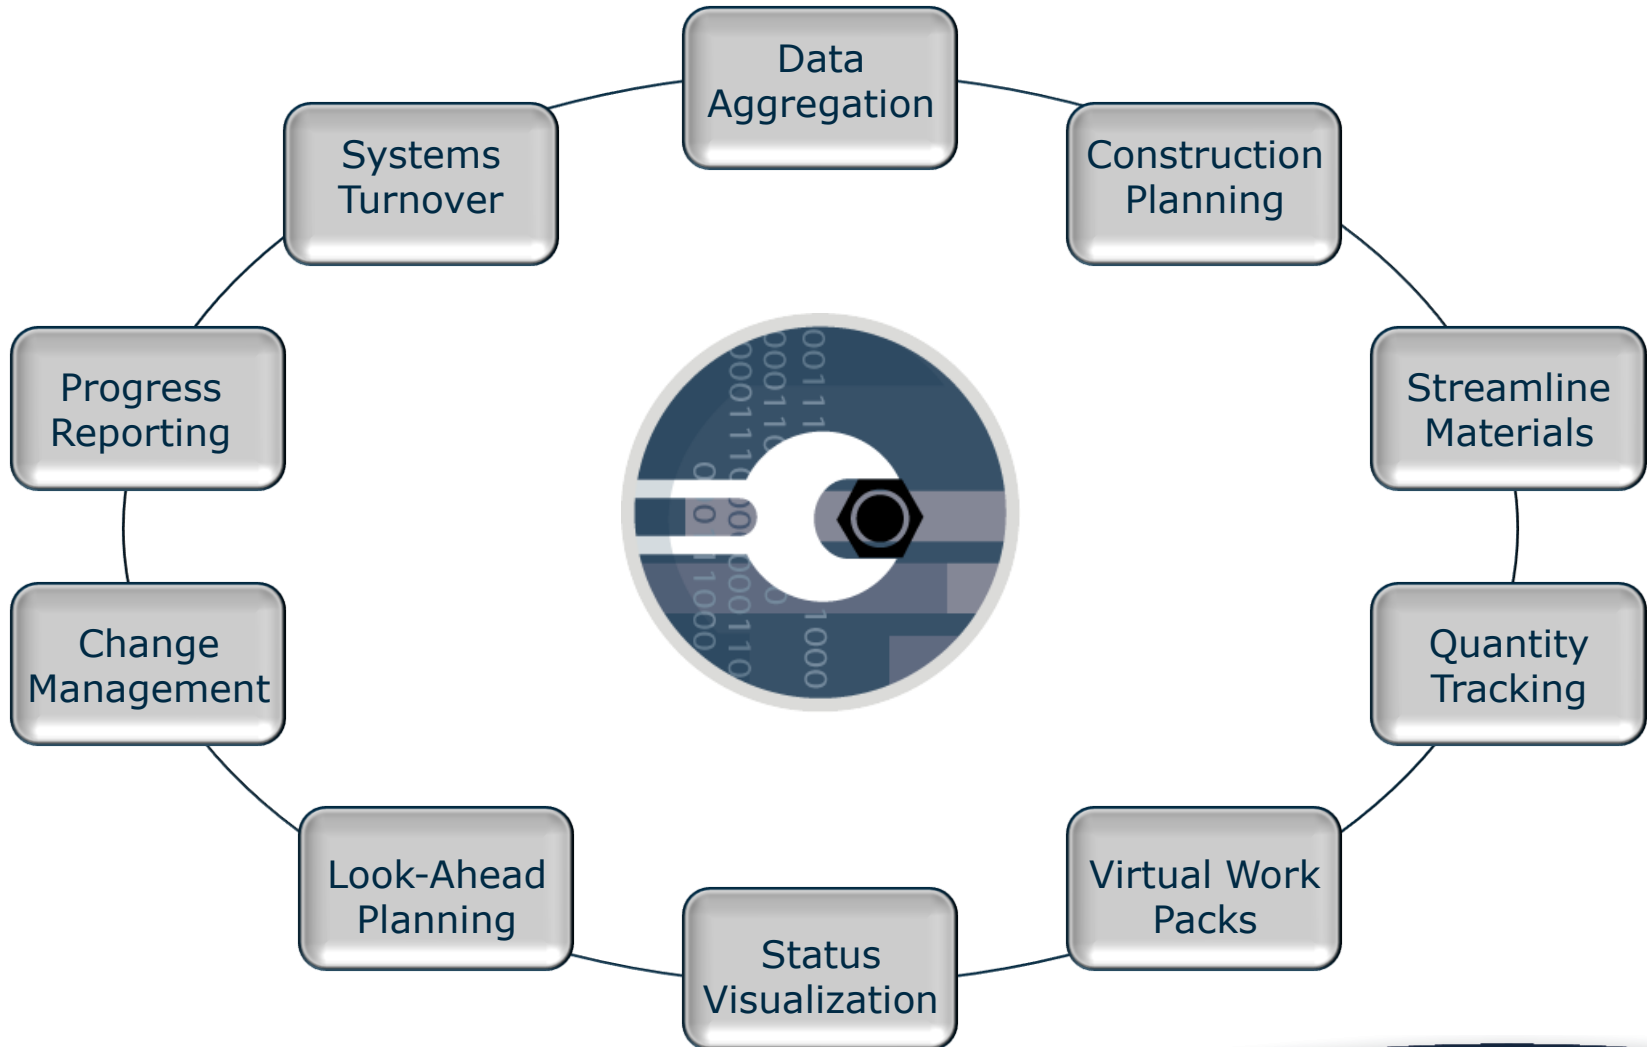 Data
Aggregation
Construction
Planning
Streamline
Materials
Quantity
Tracking
Virtual Work
Packs
Status
Visualization
Look-Ahead
Planning
Change
Management
Progress
Reporting
Systems
Turnover